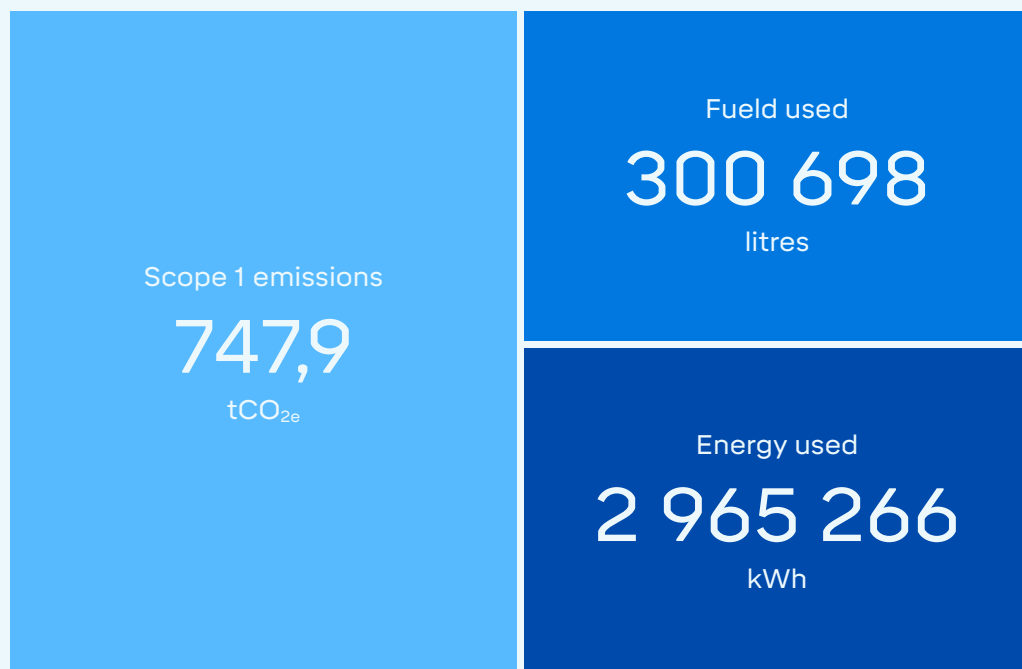 Scope 1 emissions
747,9
tCO2e
Fueld used
300 698
litres
Energy used
2 965 266
kWh